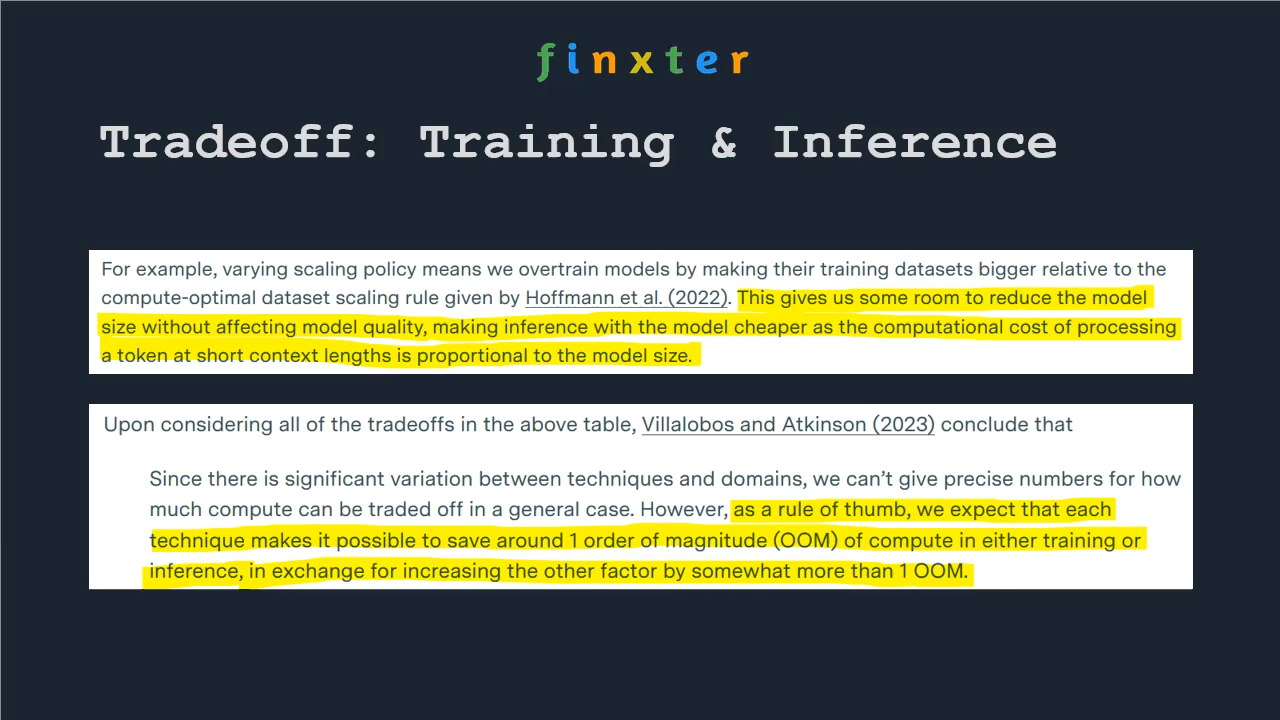 finxter
Tradeoff: Training & Inference
For example, varying scaling policy means we overtrain models by making their training datasets bigger relative to the
compute-optimal dataset scaling rule given by Hoffmann et al. (2022). This gives us some room to reduce the model
size without affecting model quality, making inference with the model cheaper as the computational cost of processing
a token at short context lengths is proportional to the model size.
Upon considering all of the tradeoffs in the above table, Villalobos and Atkinson (2023) conclude that
Since there is significant variation between techniques and domains, we can’t give precise numbers for how
much compute can be traded off in a general case. However, as a rule of thumb, we expect that each
technique makes it possible to save around 1 order of magnitude (OOM) of compute in either training or
inference, in exchange for increasing the other factor by somewhat more than 1 OOM.